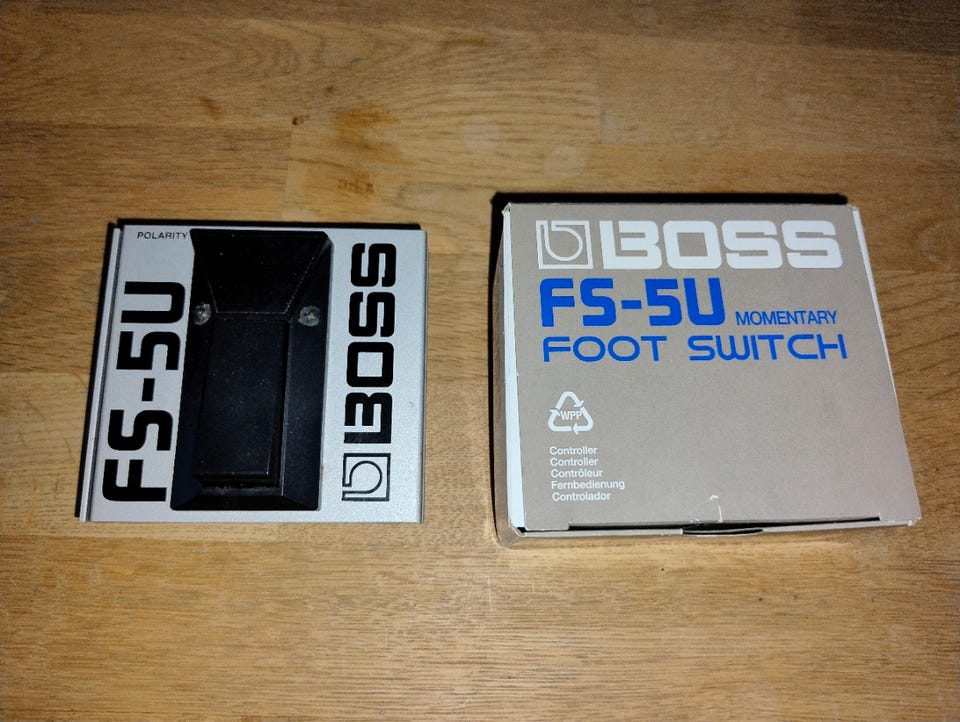 POLARITY
FS-5U
BOSS
BOSS
FS-5U MOMENTARY
FOOT SWITCH
WPP
Controller
Controller
Contrôleur
Fernbedienung
Controlador